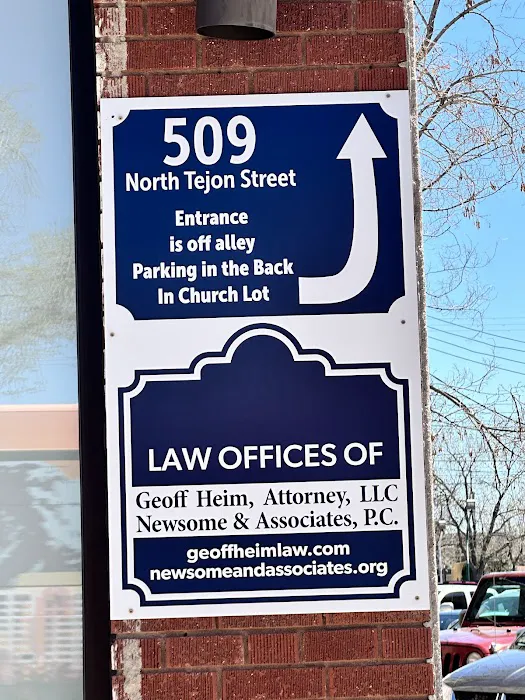 509
North Tejon Street
Entrance
is off alley
Parking in the Back
In Church Lot
LAW OFFICES OF
Geoff Heim, Attorney, LLC
Newsome & Associates, P.C.
geoffheimlaw.com
newsomeandassociates.org